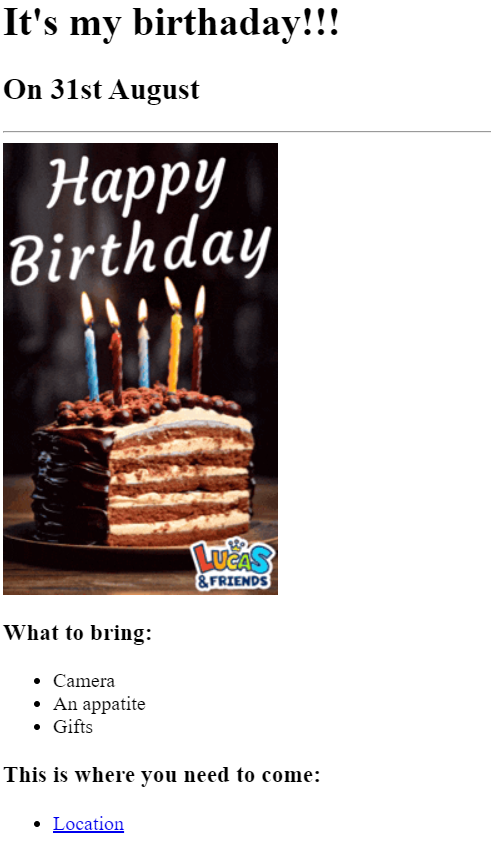 It's my birthaday!!!
On 31st August
Happy
Birthday
LUCAS
& FRIENDS
What to bring:
Camera
An appatite
Gifts
This is where you need to come:
Location